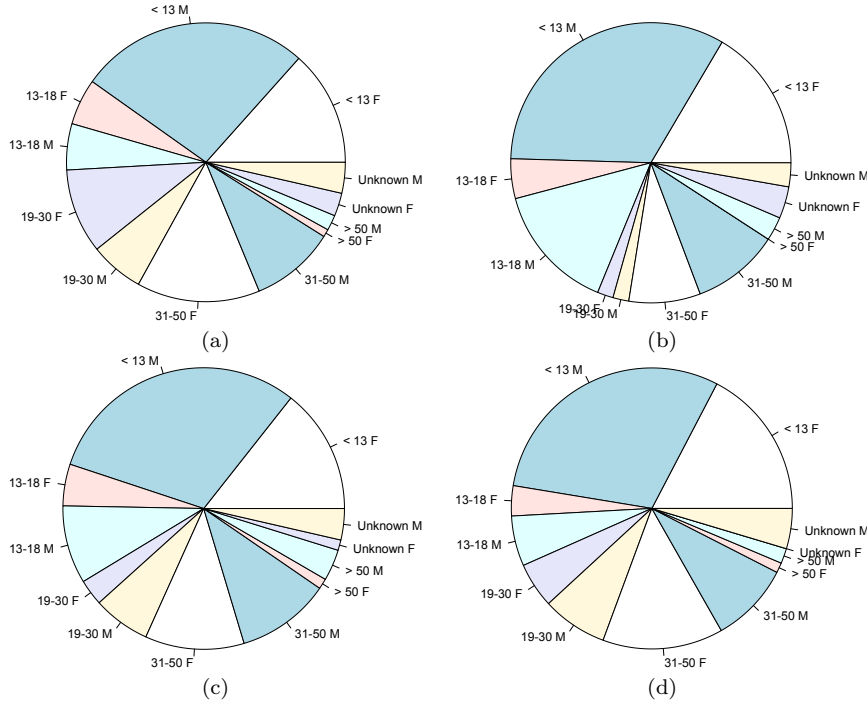 < 13 M
< 13 F
13-18 F
13-18 M
19-30 F
19-30 M
31-50 F
31-50 M
> 50 F
> 50 M
Unknown F
Unknown M
(a)
< 13 M
< 13 F
13-18 F
13-18 M
19-30 F
19-30 M
31-50 F
31-50 M
> 50 F
> 50 M
Unknown F
Unknown M
(b)
< 13 M
< 13 F
13-18 F
13-18 M
19-30 F
19-30 M
31-50 F
31-50 M
> 50 F
> 50 M
Unknown F
Unknown M
(c)
< 13 M
< 13 F
13-18 F
13-18 M
19-30 F
19-30 M
31-50 F
31-50 M
> 50 F
> 50 M
Unknown F
Unknown M
(d)